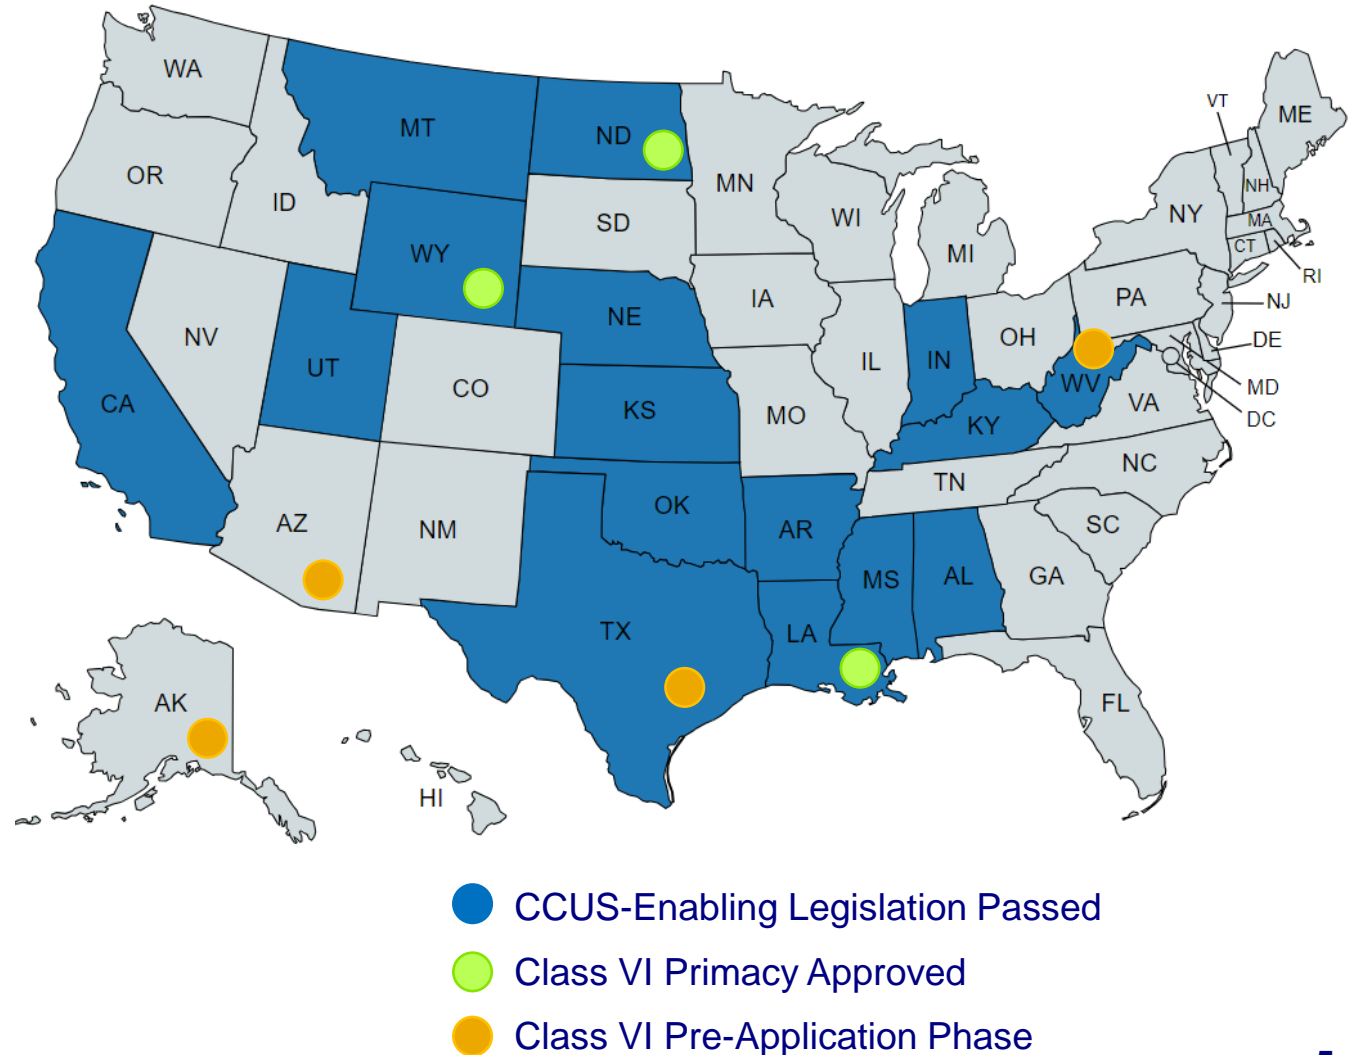 WA
MT
ND
VT
ME
OR
ID
MN
SD
WI
NY
NH
MA
CT
RI
WY
MI
IA
PA
NJ
NE
NV
OH
DE
UT
IL
IN
CO
MD
WV
CA
KS
MO
VA
DC
KY
NC
TN
OK
AZ
NM
AR
SC
MS
AL
GA
TX
LA
AK
FL
HI
CCUS-Enabling Legislation Passed
Class VI Primacy Approved
Class VI Pre-Application Phase